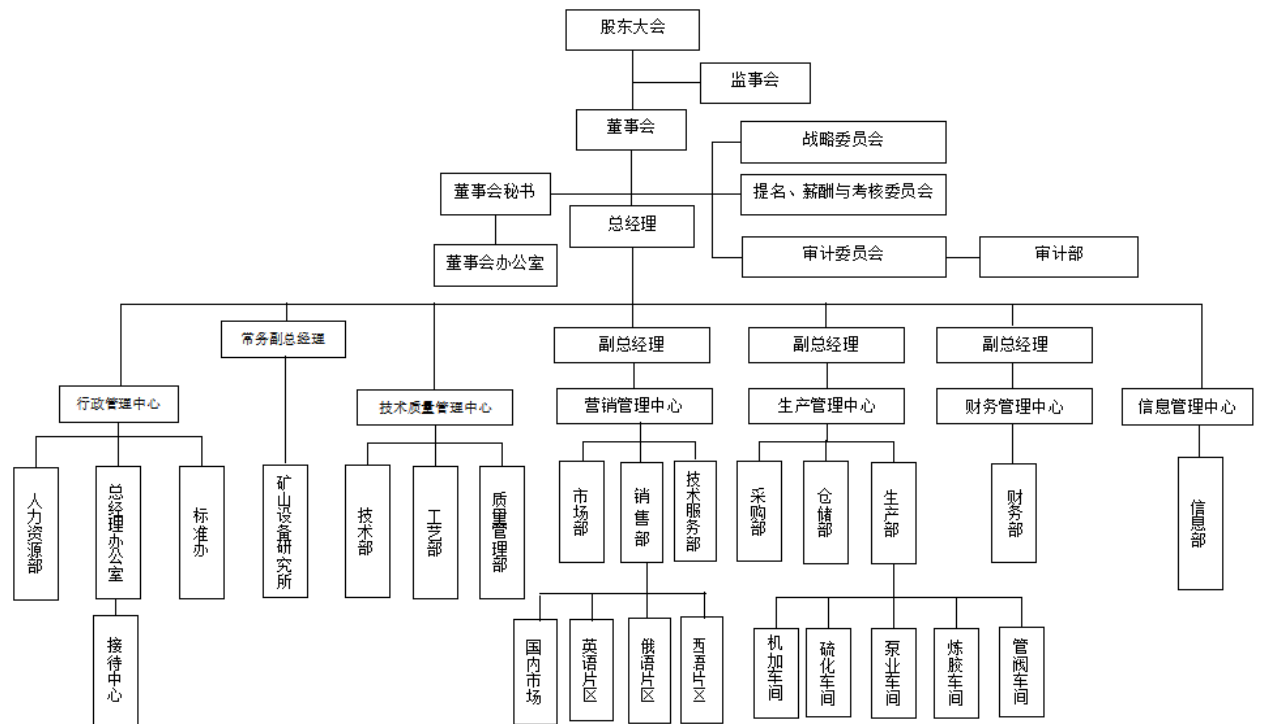 股东大会
监事会
董事会
战略委员会
董事会秘书
提名、薪酬与考核委员会
总经理
董事会办公室
审计委员会
审计部
常务副总经理
副总经理
副总经理
副总经理
行政管理中心
技术质量管理中心
营销管理中心
生产管理中心
财务管理中心
信息管理中心
人力资源部
总经理办公室
标准办
矿山设备研究所
技术部
工艺部
质量管理部
市场部
销售部
技术服务部
采购部
仓储部
生产部
财务部
信息部
接待中心
国内市场
英语片区
俄语片区
西语片区
机加车间
硫化车间
泵业车间
炼胶车间
管阀车间